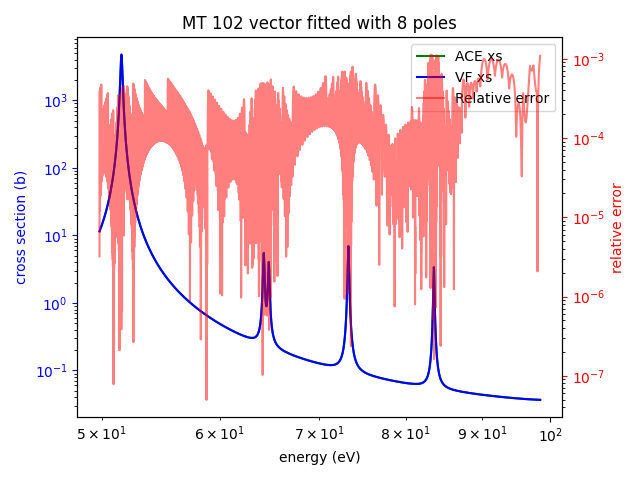 MT 102 vector fitted with 8 poles
ACE xs
VF xs
Relative error
cross section (b)
10³
10²
10¹
10⁰
10⁻¹
10⁻³
10⁻⁴
10⁻⁵
10⁻⁶
10⁻⁷
relative error
5 × 10¹ 6 × 10¹ 7 × 10¹ 8 × 10¹ 9 × 10¹ 10²
energy (eV)